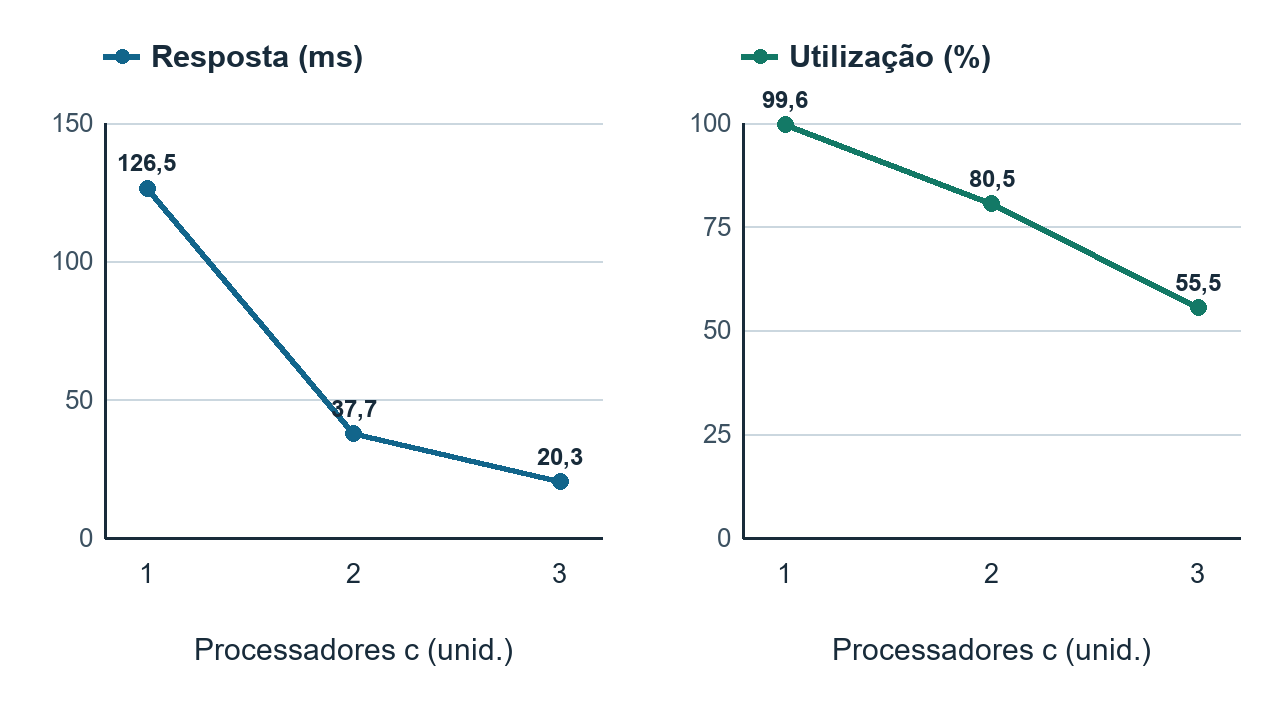 Resposta (ms)
150
100
50
0
126,5
37,7
20,3
1 2 3
Processadores c (unid.)
Utilização (%)
100
75
50
25
0
99,6
80,5
55,5
1 2 3
Processadores c (unid.)